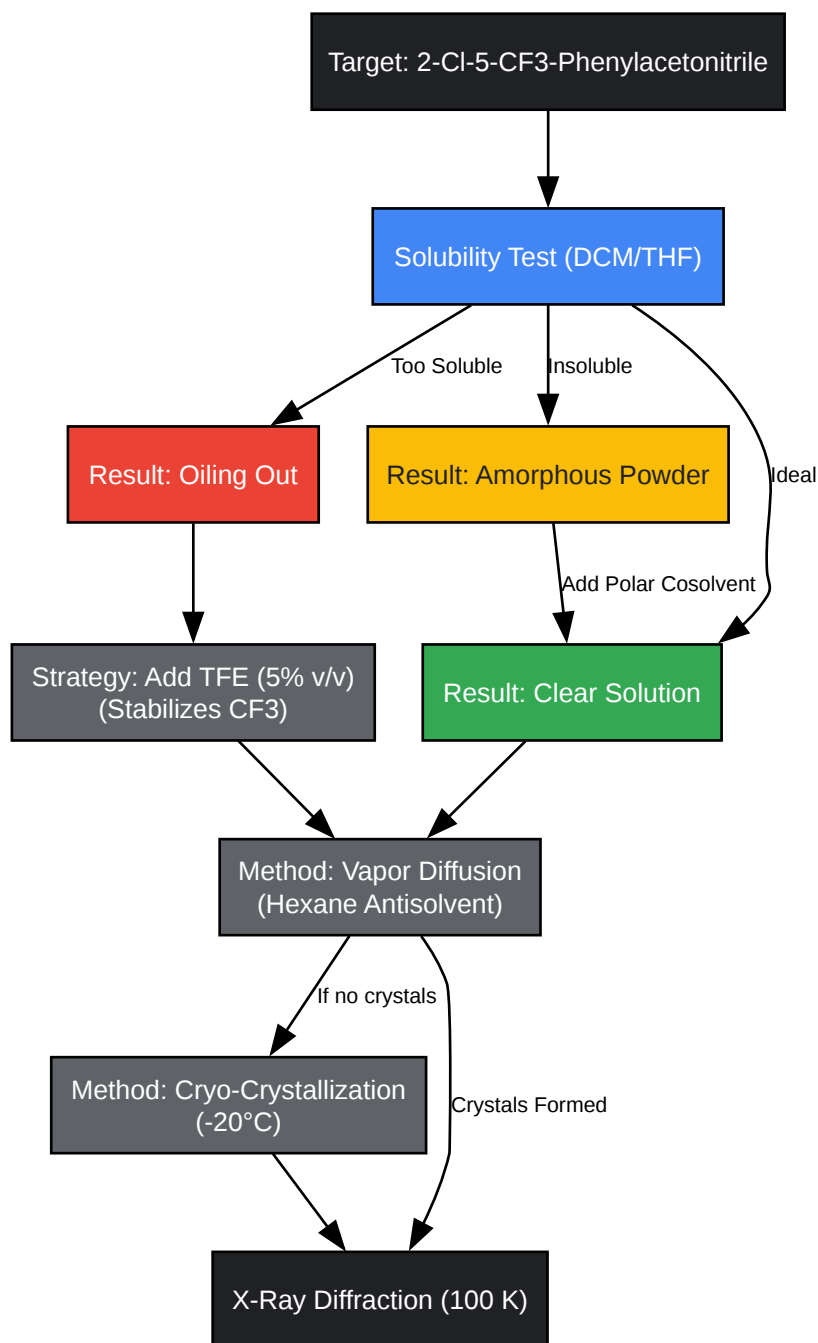 Target: 2-Cl-5-CF3-Phenylacetonitrile
Solubility Test (DCM/THF)
Too Soluble
Insoluble
Ideal
Result: Oiling Out
Result: Amorphous Powder
Add Polar Cosolvent
Strategy: Add TFE (5% v/v)
(Stabilizes CF3)
Result: Clear Solution
Method: Vapor Diffusion
(Hexane Antisolvent)
If no crystals
Method: Cryo-Crystallization
(-20°C)
Crystals Formed
X-Ray Diffraction (100 K)